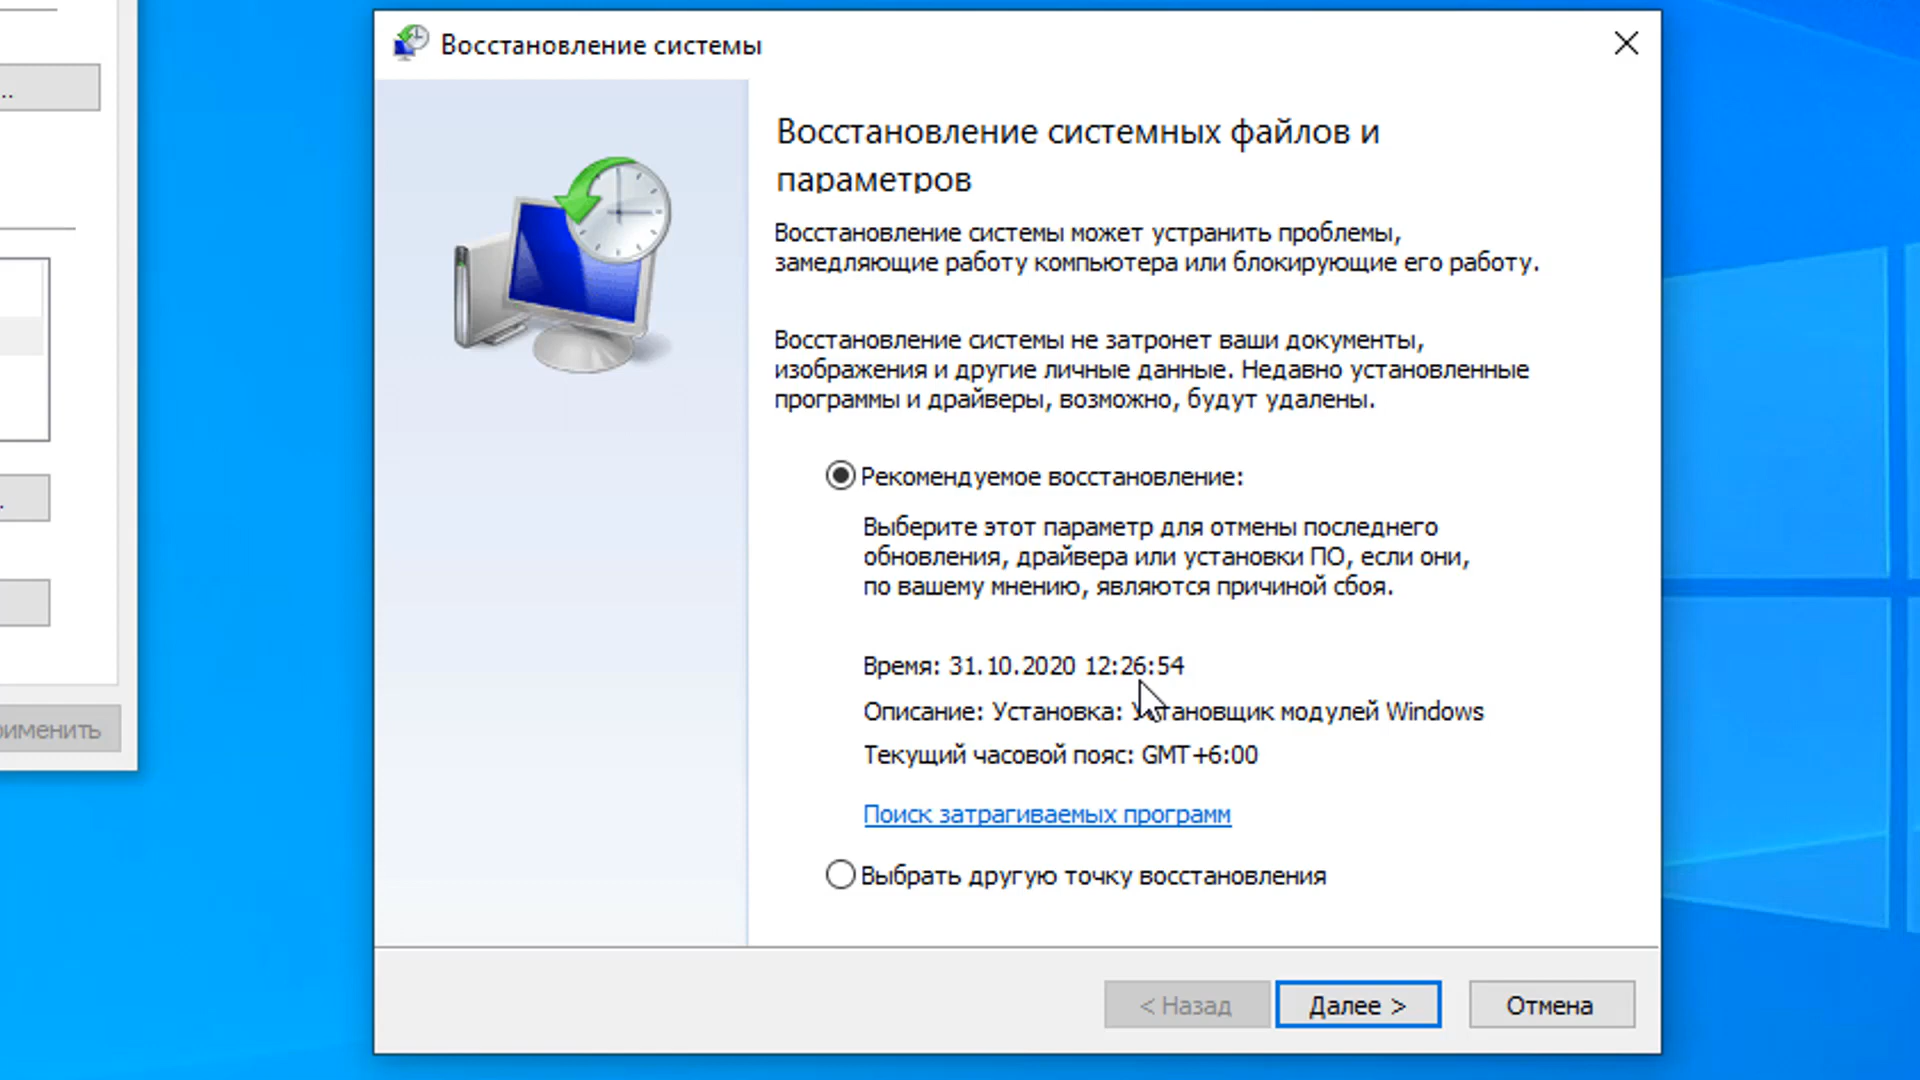 Восстановление системы
..
Восстановление системных файлов и
параметров
Восстановление системы может устранить проблемы,
замедляющие работу компьютера или блокирующие его работу.
Восстановление системы не затронет ваши документы,
изображения и другие личные данные. Недавно установленные
программы и драйверы, возможно, будут удалены.
Рекомендуемое восстановление:
Выберите этот параметр для отмены последнего
обновления, драйвера или установки ПО, если они,
по вашему мнению, являются причиной сбоя.
.
Время: 31.10.2020 12:26:54
Описание: Установка: Установщик модулей Windows
именить
Текущий часовой пояс: GMT+6:00
Поиск затрагиваемых программ
Выбрать другую точку восстановления
< Назад
Далее >
Отмена